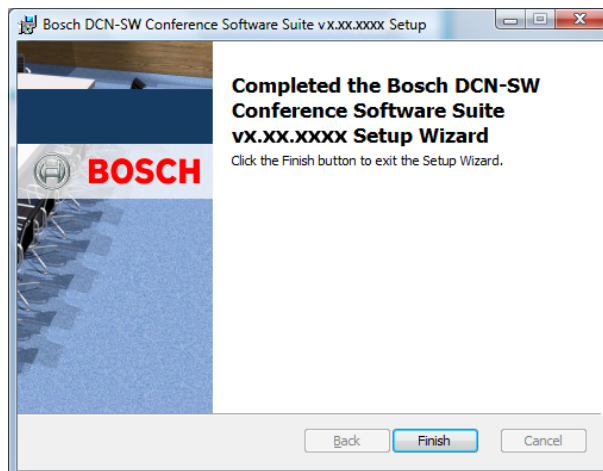 Bosch DCN-SW Conference Software Suite vx.xx.xxxx Setup
Completed the Bosch DCN-SW
Conference Software Suite
vx.xx.xxxx Setup Wizard
Click the Finish button to exit the Setup Wizard.
BOSCH
Back Finish Cancel